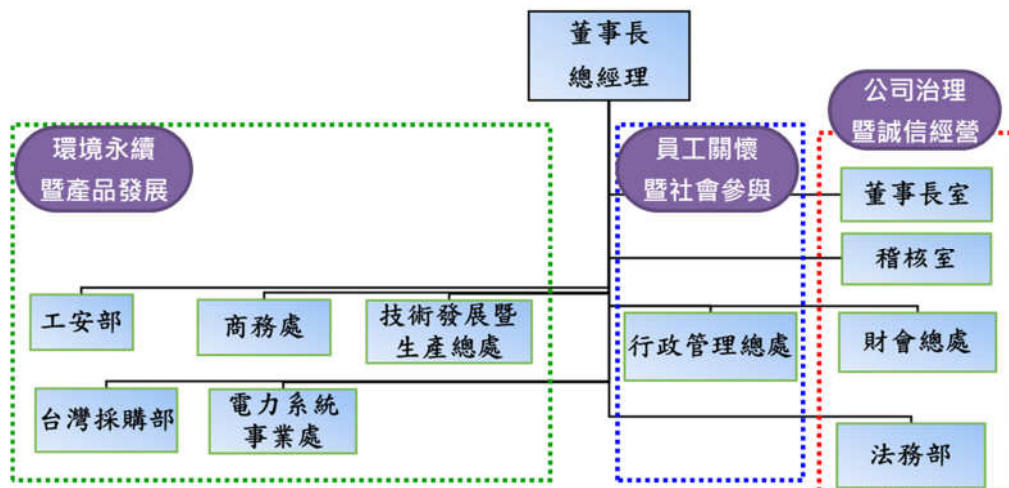 董事長
總經理
公司治理
暨誠信經營
環境永續
暨產品發展
員工關懷
暨社會參與
董事長室
稽核室
工安部
商務處
技術發展暨
生產總處
行政管理總處
財會總處
台灣採購部
電力系統
事業處
法務部